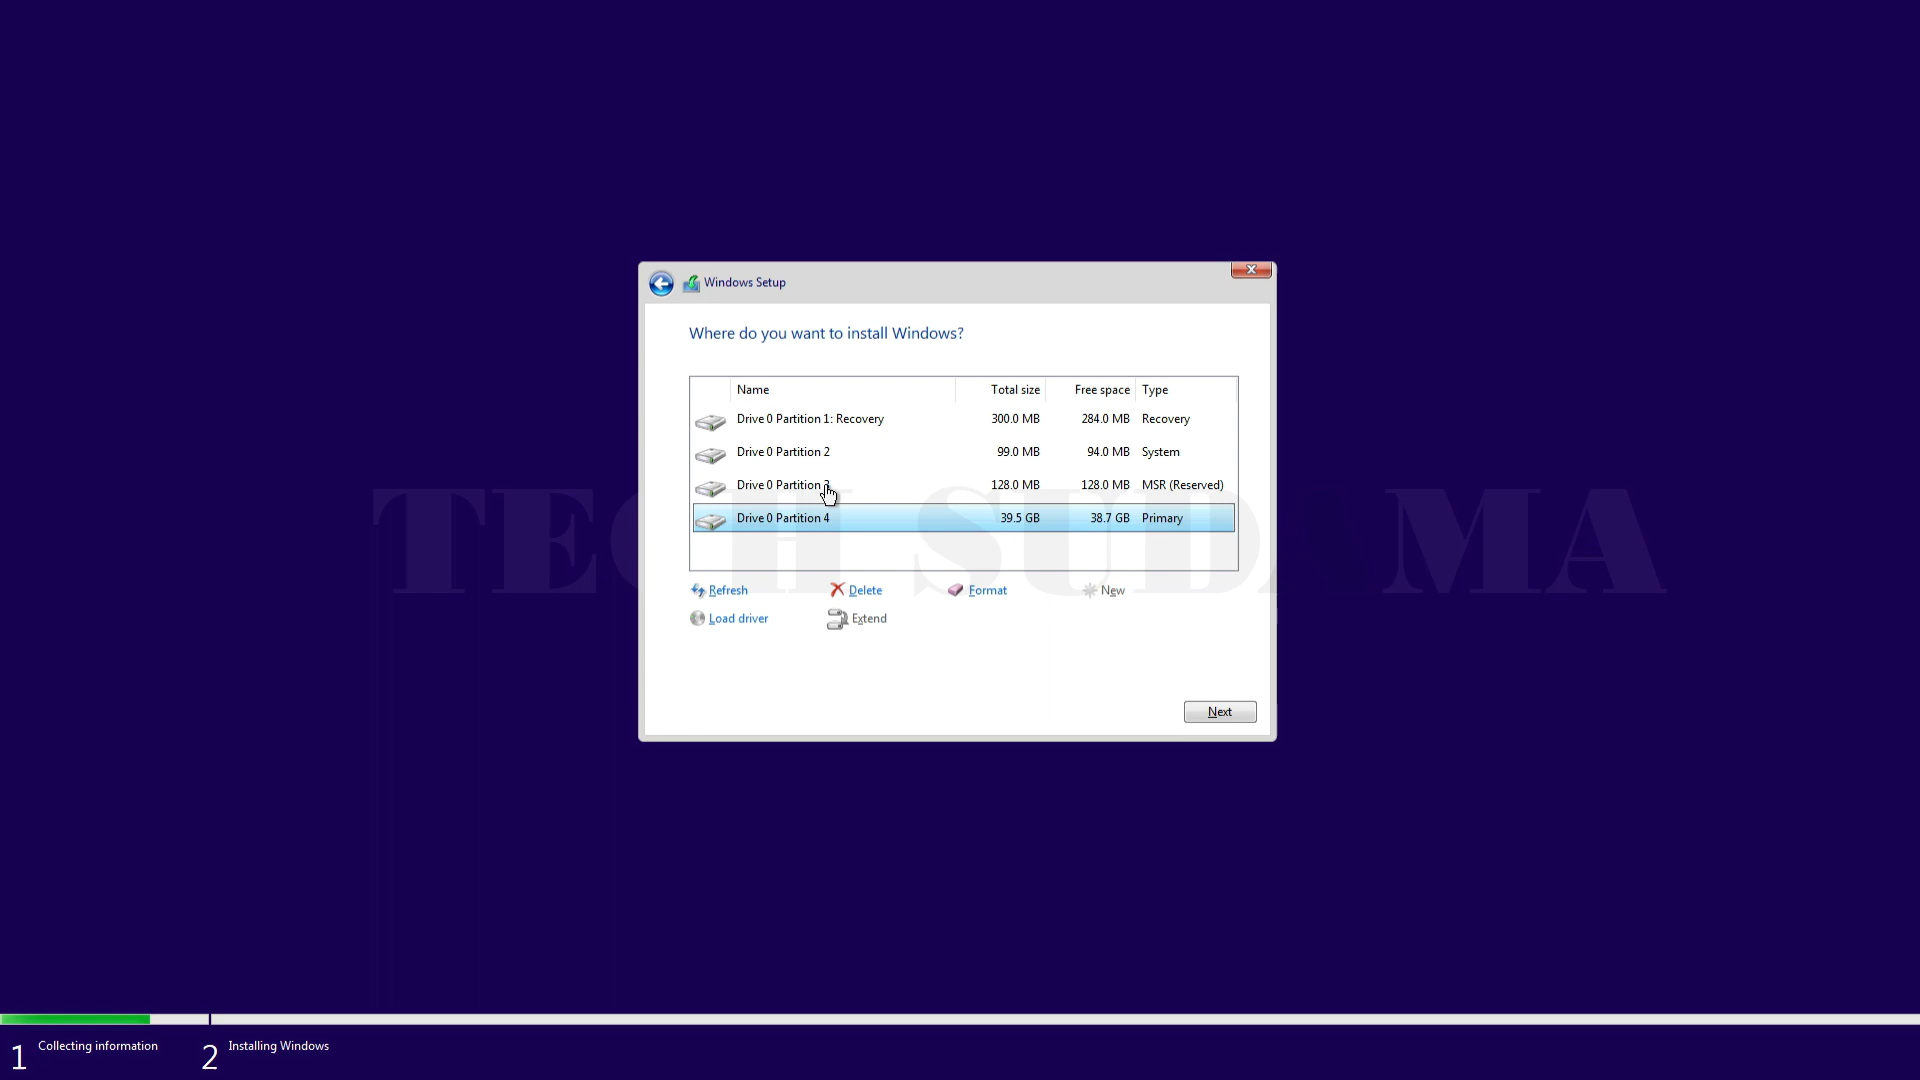 Windows Setup
Where do you want to install Windows?
Name Total size Free space Type
Drive 0 Partition 1: Recovery 300.0 MB 284.0 MB Recovery
Drive 0 Partition 2 99.0 MB 94.0 MB System
Drive 0 Partition 3 128.0 MB 128.0 MB MSR (Reserved)
Drive 0 Partition 4 39.5 GB 38.7 GB Primary
TECH SUDAMA
Refresh Delete Format New
Load driver Extend
Next
1 Collecting information 2 Installing Windows